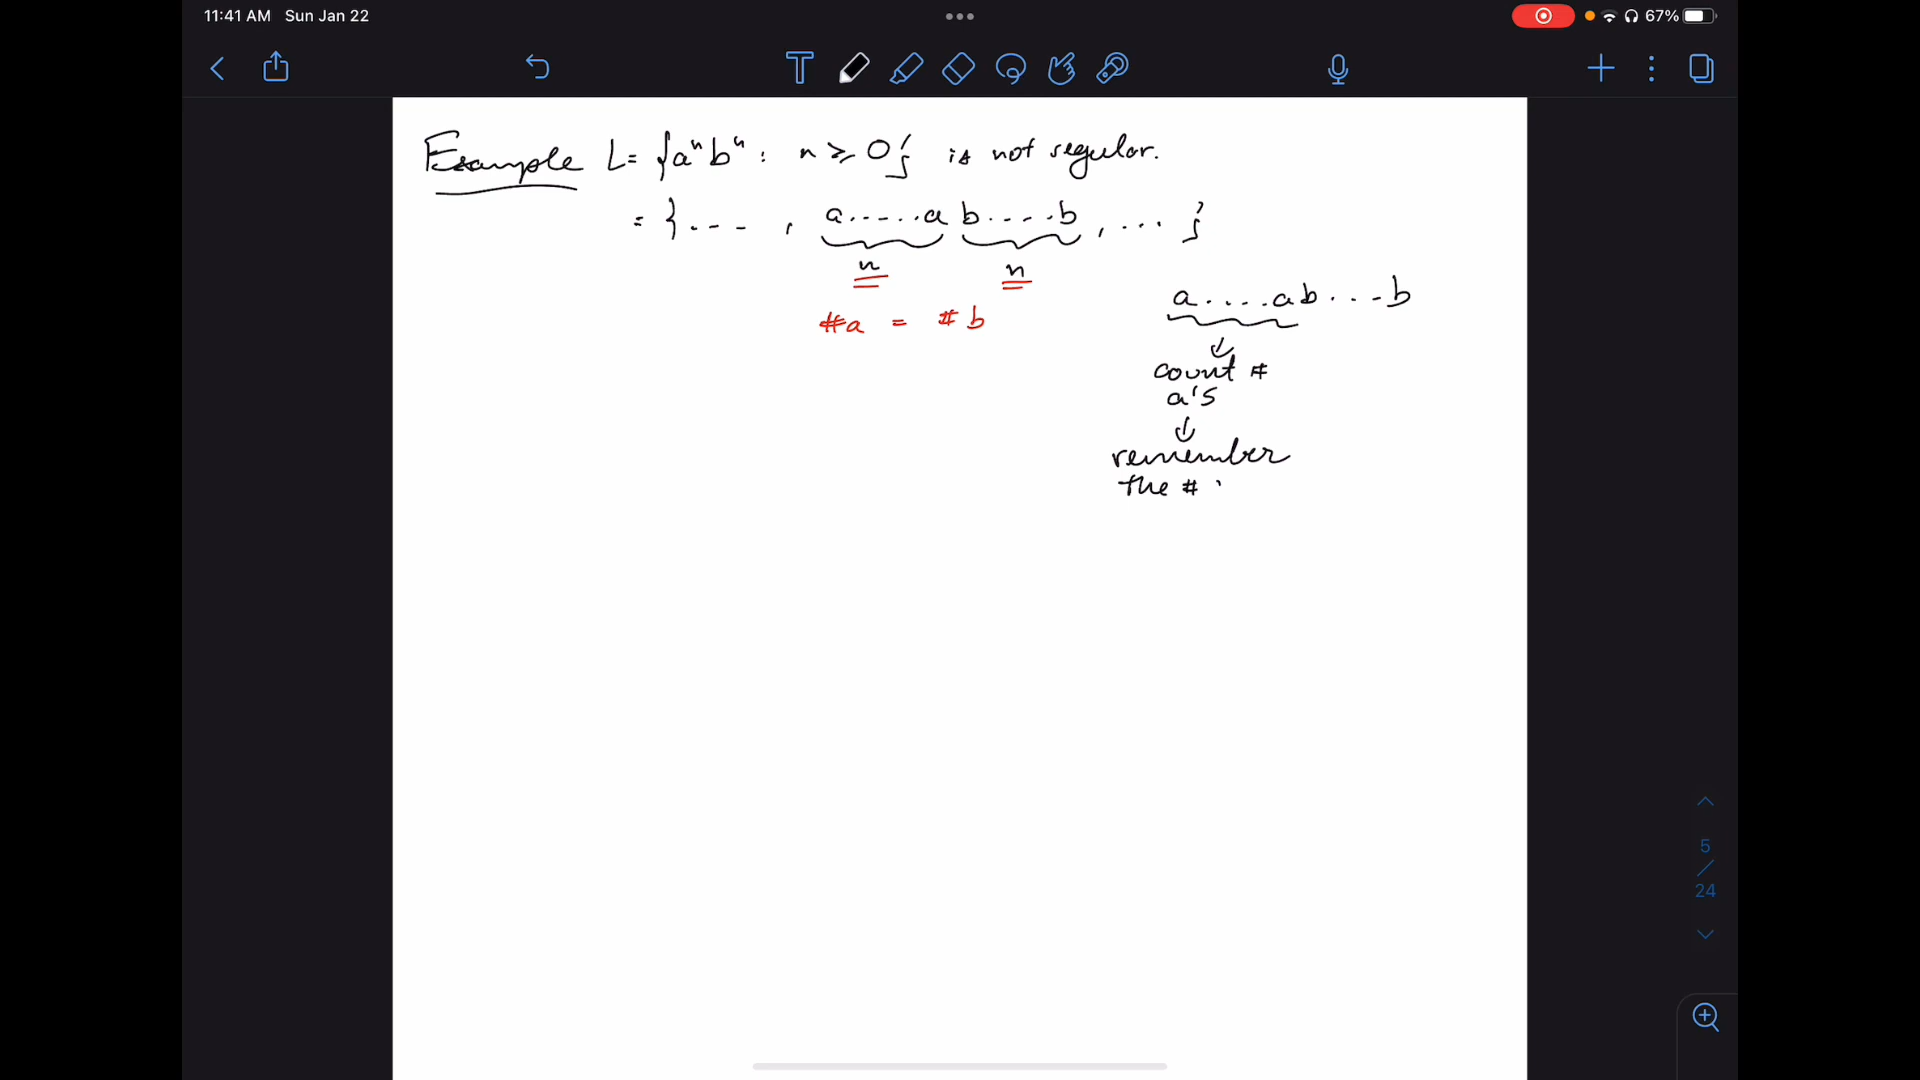 11:41 AM Sun Jan 22
67%
Example L = {aⁿbⁿ : n ≥ 0} is not regular.
= {.... , a.....a b....b , ...}
n n
#a = #b
a....ab...b
count #
a's
remember
the #
5
/
24